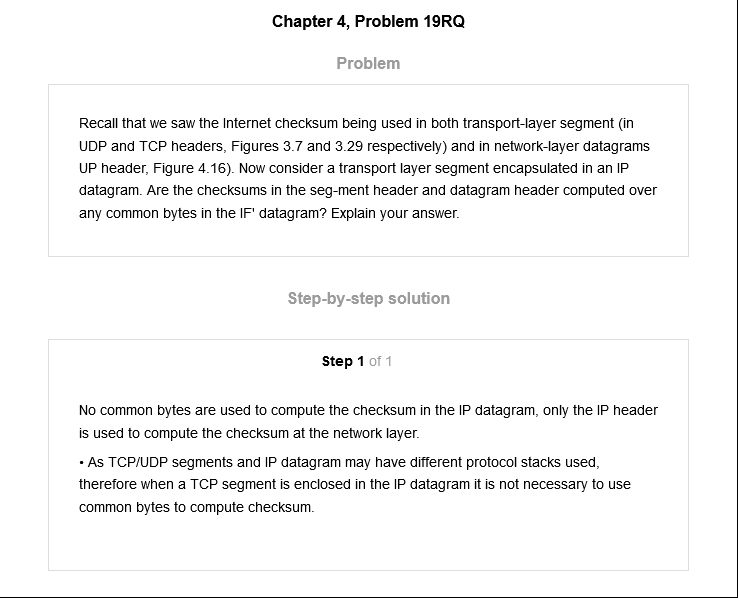 Chapter 4, Problem 19RQ
Problem
Recall that we saw the Internet checksum being used in both transport-layer segment (in
UDP and TCP headers, Figures 3.7 and 3.29 respectively) and in network-layer datagrams
UP header, Figure 4.16). Now consider a transport layer segment encapsulated in an IP
datagram. Are the checksums in the seg-ment header and datagram header computed over
any common bytes in the IF' datagram? Explain your answer.
Step-by-step solution
Step 1 of 1
No common bytes are used to compute the checksum in the IP datagram, only the IP header
is used to compute the checksum at the network layer.
• As TCP/UDP segments and IP datagram may have different protocol stacks used,
therefore when a TCP segment is enclosed in the IP datagram it is not necessary to use
common bytes to compute checksum.